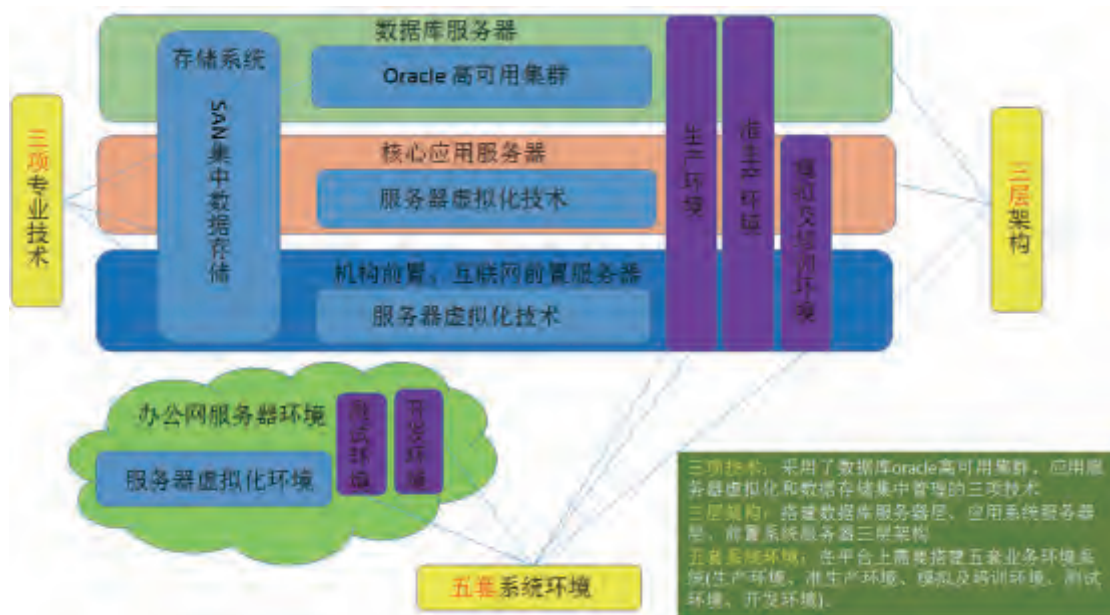 数据库服务器
存储系统
SAN集中数据存储
Oracle 高可用集群
三项专业技术
核心应用服务器
服务器虚拟化技术
机构前置、互联网前置服务器
服务器虚拟化技术
生产环境
准生产环境
模拟及培训环境
三层架构
办公网服务器环境
服务器虚拟化环境
测试环境
开发环境
五套系统环境
三项技术：采用了数据库oracle高可用集群、应用服
务器虚拟化和数据存储集中管理的三项技术
三层架构：搭建数据库服务器层、应用系统服务器
层、前置系统服务器三层架构
五套系统环境：在平台上需要搭建五套业务环境系
统(生产环境、准生产环境、模拟及培训环境、测试
环境、开发环境).